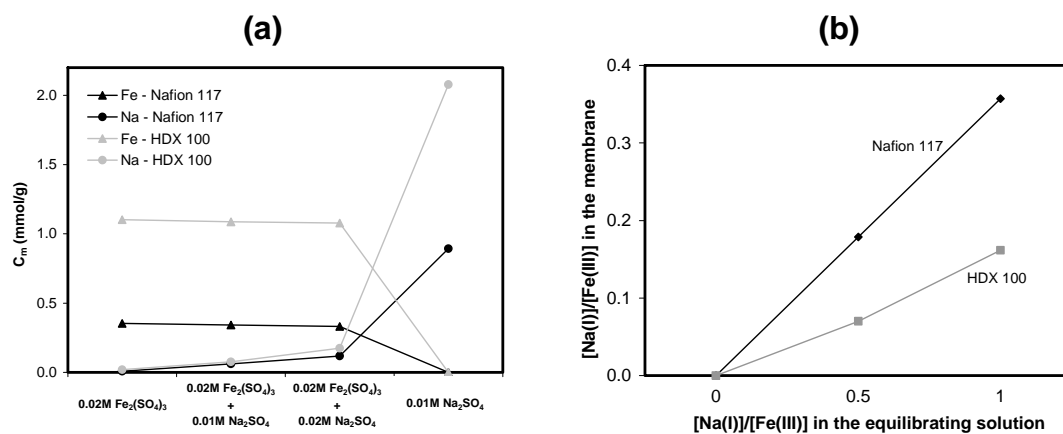 (a)
C_m (mmol/g)
2.0
1.5
1.0
0.5
0.0
Fe - Nafion 117
Na - Nafion 117
Fe - HDX 100
Na - HDX 100
0.02M Fe₂(SO₄)₃
0.02M Fe₂(SO₄)₃
+
0.01M Na₂SO₄
0.02M Fe₂(SO₄)₃
+
0.02M Na₂SO₄
0.01M Na₂SO₄
(b)
[Na(I)]/[Fe(III)] in the membrane
0.4
0.3
0.2
0.1
0.0
Nafion 117
HDX 100
0
0.5
1
[Na(I)]/[Fe(III)] in the equilibrating solution